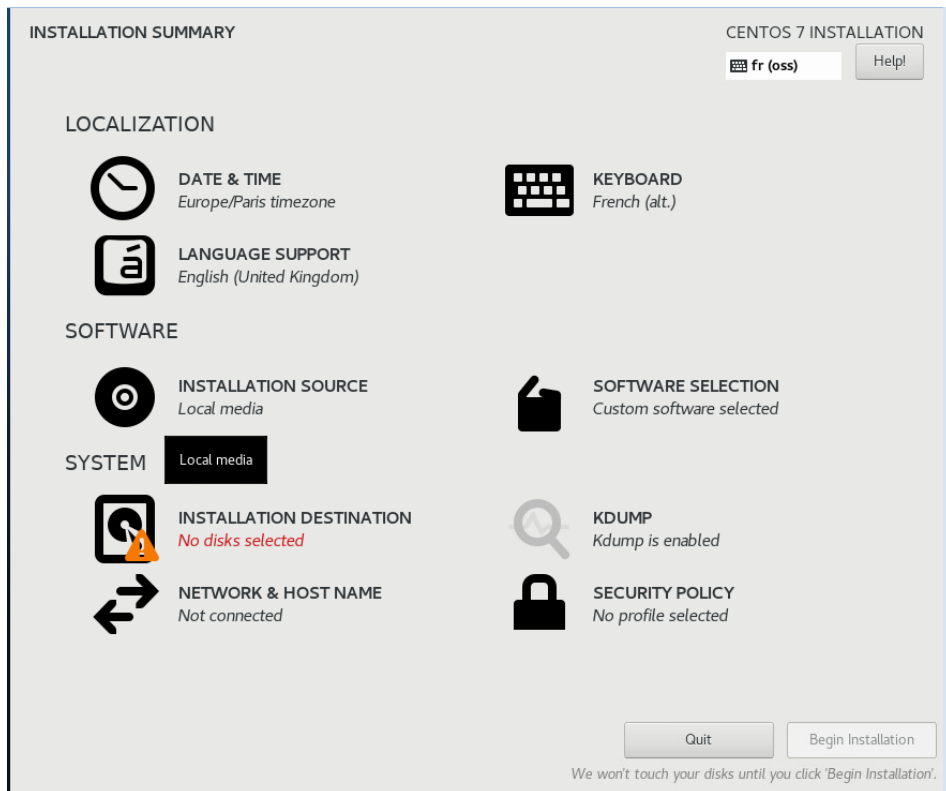 INSTALLATION SUMMARY
CENTOS 7 INSTALLATION
fr (oss)
Help!
LOCALIZATION
DATE & TIME
Europe/Paris timezone
KEYBOARD
French (alt.)
á
LANGUAGE SUPPORT
English (United Kingdom)
SOFTWARE
INSTALLATION SOURCE
Local media
SOFTWARE SELECTION
Custom software selected
SYSTEM
Local media
INSTALLATION DESTINATION
No disks selected
KDUMP
Kdump is enabled
NETWORK & HOST NAME
Not connected
SECURITY POLICY
No profile selected
Quit
Begin Installation
We won't touch your disks until you click 'Begin Installation'.